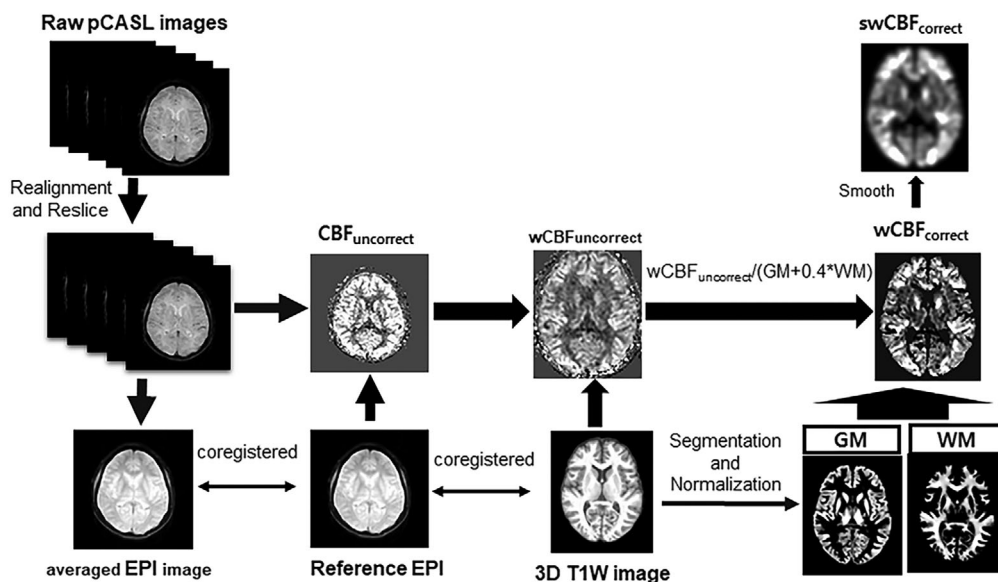 Raw pCASL images
swCBFcorrect
Realignment
and Reslice
Smooth
CBFuncorrect
wCBFuncorrect
wCBFcorrect
wCBFuncorrect/(GM+0.4*WM)
coregistered
coregistered
Segmentation
and
Normalization
GM
WM
averaged EPI image
Reference EPI
3D T1W image